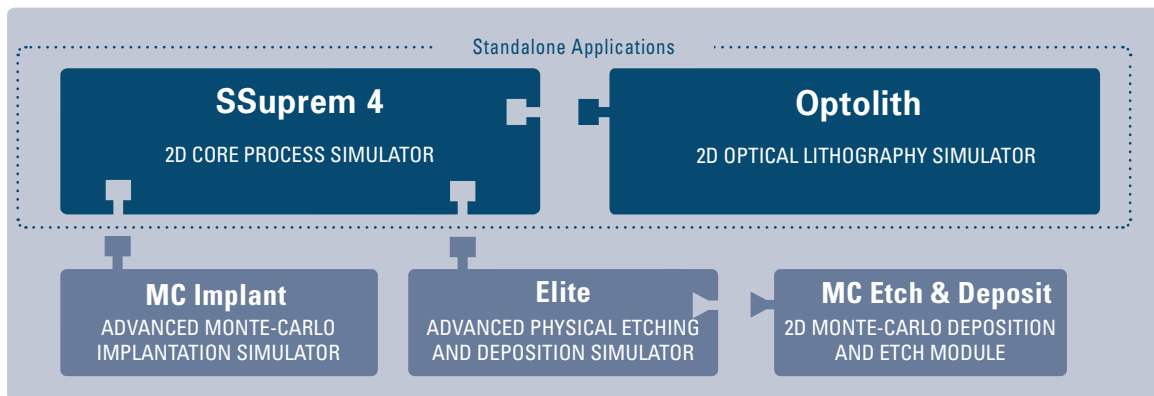 Standalone Applications
SSuprem 4
2D CORE PROCESS SIMULATOR
Optolith
2D OPTICAL LITHOGRAPHY SIMULATOR
MC Implant
ADVANCED MONTE-CARLO
IMPLANTATION SIMULATOR
Elite
ADVANCED PHYSICAL ETCHING
AND DEPOSITION SIMULATOR
MC Etch & Deposit
2D MONTE-CARLO DEPOSITION
AND ETCH MODULE